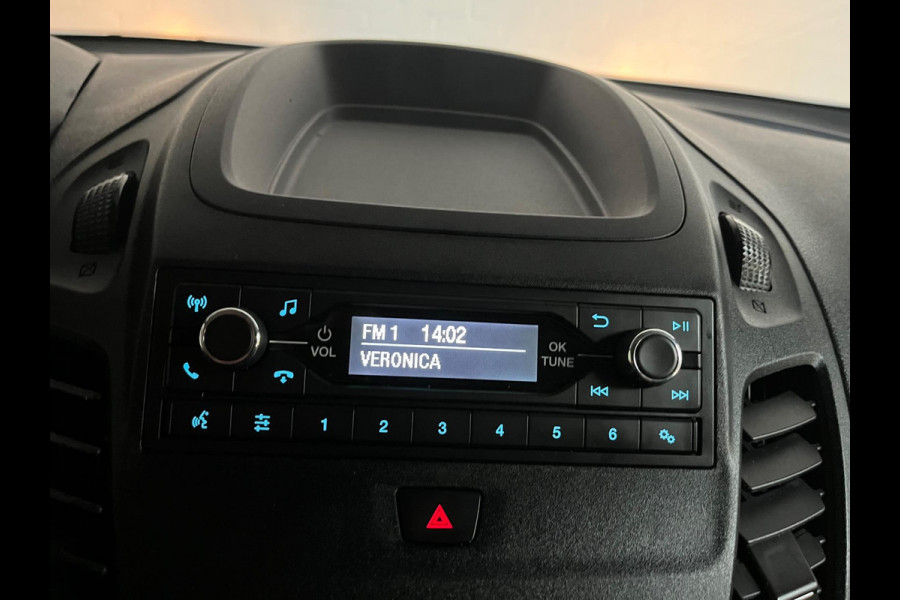 FM 1 14:02
VERONICA
VOL
OK
TUNE
1 2 3 4 5 6